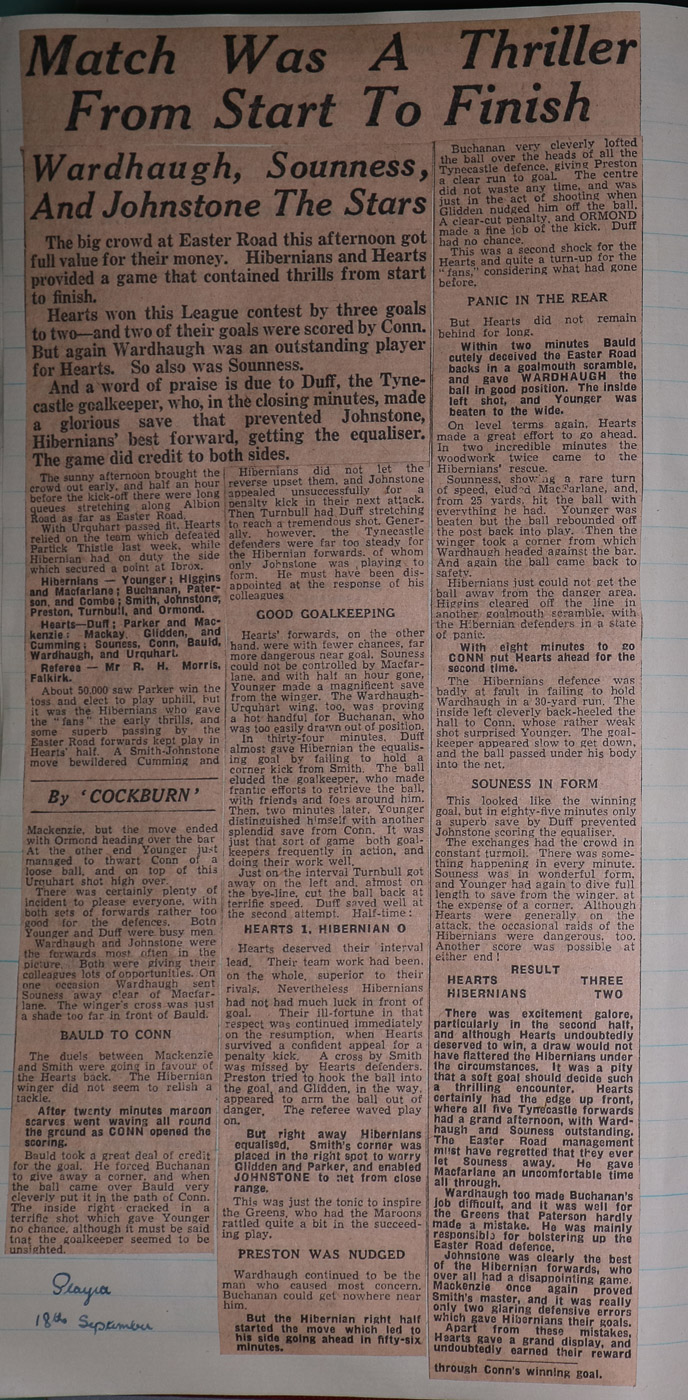 Match Was A Thriller
From Start To Finish
Wardhaugh, Sounness,
And Johnstone The Stars
The big crowd at Easter Road this afternoon got
full value for their money. Hibernians and Hearts
provided a game that contained thrills from start
to finish.
Hearts won this League contest by three goals
to two—and two of their goals were scored by Conn.
But again Wardhaugh was an outstanding player
for Hearts. So also was Sounness.
And a word of praise is due to Duff, the Tyne-
castle goalkeeper, who, in the closing minutes, made
a glorious save that prevented Johnstone,
Hibernians' best forward, getting the equaliser.
The game did credit to both sides.
The sunny afternoon brought the
crowd out early, and half an hour
before the kick-off there were long
queues stretching along Albion
Road as far as Easter Road.
With Urquhart passed fit, Hearts
relied on the team which defeated
Partick Thistle last week, while
Hibernian had on duty the side
which secured a point at Ibrox.
Hibernians — Younger; Higgins
and Macfarlane; Buchanan, Pater-
son, and Combe; Smith, Johnstone,
Preston, Turnbull, and Ormond.
Hearts—Duff; Parker and Mac-
kenzie; Mackay, Glidden, and
Cumming; Souness, Conn, Bauld,
Wardhaugh, and Urquhart.
Referee — Mr R. H. Morris,
Falkirk.
About 50,000 saw Parker win the
toss and elect to play uphill, but
it was the Hibernians who gave
the "fans" the early thrills, and
some superb passing by the
Easter Road forwards kept play in
Hearts' half. A Smith-Johnstone
move bewildered Cumming and
By 'COCKBURN'
Mackenzie, but the move ended
with Ormond heading over the bar
At the other end Younger just
managed to thwart Conn of a
loose ball, and on top of this
Urquhart shot high over.
There was certainly plenty of
incident to please everyone, with
both sets of forwards rather too
good for the defences. Both
Younger and Duff were busy men
Wardhaugh and Johnstone were
the forwards most often in the
picture. Both were giving their
colleagues lots of opportunities. On
one occasion Wardhaugh sent
Souness away clear of Macfar-
lane. The winger's cross was just
a shade too far in front of Bauld.
BAULD TO CONN
The duels between Mackenzie
and Smith were going in favour of
the Hearts back. The Hibernian
winger did not seem to relish a
tackle.
After twenty minutes maroon
scarves went waving all round
the ground as CONN opened the
scoring.
Bauld took a great deal of credit
for the goal. He forced Buchanan
to give away a corner, and when
the ball came over Bauld very
cleverly put it in the path of Conn.
The inside right cracked in a
terrific shot which gave Younger
no chance, although it must be said
that the goalkeeper seemed to be
unsighted.
18th September
Hibernians did not let the
reverse upset them, and Johnstone
appealed unsuccessfully for a
penalty kick in their next attack.
Then Turnbull had Duff stretching
to reach a tremendous shot. Gener-
ally, however, the Tynecastle
defenders were far too steady for
the Hibernian forwards, of whom
only Johnstone was playing to
form. He must have been dis-
appointed at the response of his
colleagues
GOOD GOALKEEPING
Hearts' forwards, on the other
hand, were with fewer chances, far
more dangerous near goal. Souness
could not be controlled by Macfar-
lane, and with half an hour gone,
Younger made a magnificent save
from the winger. The Wardhaugh-
Urquhart wing, too, was proving
a hot handful for Buchanan, who
was too easily drawn out of position.
In thirty-four minutes, Duff
almost gave Hibernian the equalis-
ing goal by failing to hold a
corner kick from Smith. The ball
eluded the goalkeeper, who made
frantic efforts to retrieve the ball,
with friends and foes around him.
Then, two minutes later, Younger
distinguished himself with another
splendid save from Conn. It was
just that sort of game both goal-
keepers frequently in action, and
doing their work well.
Just on the interval Turnbull got
away on the left and, almost on
the bye-line, cut the ball back at
terrific speed. Duff saved well at
the second attempt. Half-time:
HEARTS 1, HIBERNIAN 0
Hearts deserved their interval
lead. Their team work had been,
on the whole, superior to their
rivals. Nevertheless Hibernians
had not had much luck in front of
goal. Their ill-fortune in that
respect was continued immediately
on the resumption, when Hearts
survived a confident appeal for a
penalty kick. A cross by Smith
was missed by Hearts defenders.
Preston tried to hook the ball into
the goal, and Glidden, in the way,
appeared to arm the ball out of
danger. The referee waved play
on.
But right away Hibernians
equalised. Smith's corner was
placed in the right spot to worry
Glidden and Parker, and enabled
JOHNSTONE to net from close
range.
This was just the tonic to inspire
the Greens, who had the Maroons
rattled quite a bit in the succeed-
ing play.
PRESTON WAS NUDGED
Wardhaugh continued to be the
man who caused most concern.
Buchanan could get nowhere near
him.
But the Hibernian right half
started the move which led to
his side going ahead in fifty-six
minutes.
Buchanan very cleverly lofted
the ball over the heads of all the
Tynecastle defence, giving Preston
a clear run to goal. The centre
did not waste any time, and was
just in the act of shooting when
Glidden nudged him off the ball.
A clear-cut penalty, and ORMOND
made a fine job of the kick. Duff
had no chance.
This was a second shock for the
Hearts and quite a turn-up for the
"fans," considering what had gone
before.
PANIC IN THE REAR
But Hearts did not remain
behind for long.
Within two minutes Bauld
cutely deceived the Easter Road
backs in a goalmouth scramble,
and gave WARDHAUGH the
ball in good position. The inside
left shot, and Younger was
beaten to the wide.
On level terms again, Hearts
made a great effort to go ahead.
In two incredible minutes the
woodwork twice came to the
Hibernians' rescue.
Sounness, showing a rare turn
of speed, eluded MacFarlane, and,
from 25 yards, hit the ball with
everything he had. Younger was
beaten but the ball rebounded off
the post back into play. Then the
winger took a corner from which
Wardhaugh headed against the bar.
And again the ball came back to
safety.
Hibernians just could not get the
ball away from the danger area.
Higgins cleared off the line in
another goalmouth scramble, with
the Hibernian defenders in a state
of panic.
With eight minutes to go
CONN put Hearts ahead for the
second time.
The Hibernians defence was
badly at fault in failing to hold
Wardhaugh in a 30-yard run. The
inside left cleverly back-heeled the
ball to Conn, whose rather weak
shot surprised Younger. The goal-
keeper appeared slow to get down,
and the ball passed under his body
into the net.
SOUNESS IN FORM
This looked like the winning
goal, but in eighty-five minutes only
a superb save by Duff prevented
Johnstone scoring the equaliser.
The exchanges had the crowd in
constant turmoil. There was some-
thing happening in every minute.
Souness was in wonderful form,
and Younger had again to dive full
length to save from the winger, at
the expense of a corner. Although
Hearts were generally on the
attack, the occasional raids of the
Hibernians were dangerous, too.
Another score was possible at
either end!
RESULT
HEARTS THREE
HIBERNIANS TWO
There was excitement galore,
particularly in the second half,
and although Hearts undoubtedly
deserved to win, a draw would not
have flattered the Hibernians under
the circumstances. It was a pity
that a soft goal should decide such
a thrilling encounter. Hearts
certainly had the edge up front,
where all five Tynecastle forwards
had a grand afternoon, with Ward-
haugh and Souness outstanding.
The Easter Road management
must have regretted that they ever
let Souness away. He gave
Macfarlane an uncomfortable time
all through.
Wardhaugh too made Buchanan's
job difficult, and it was well for
the Greens that Paterson hardly
made a mistake. He was mainly
responsible for bolstering up the
Easter Road defence.
Johnstone was clearly the best
of the Hibernian forwards, who
over all had a disappointing game.
Mackenzie once again proved
Smith's master, and it was really
only two glaring defensive errors
which gave Hibernians their goals.
Apart from these mistakes,
Hearts gave a grand display, and
undoubtedly earned their reward
through Conn's winning goal.